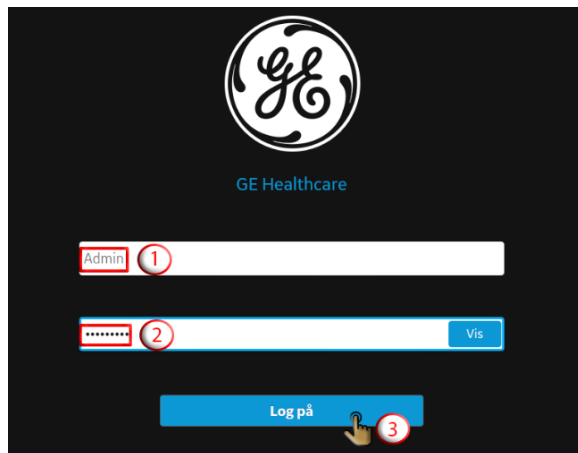 GE
GE Healthcare
Admin 1
••••••••• 2 Vis
Log på 3